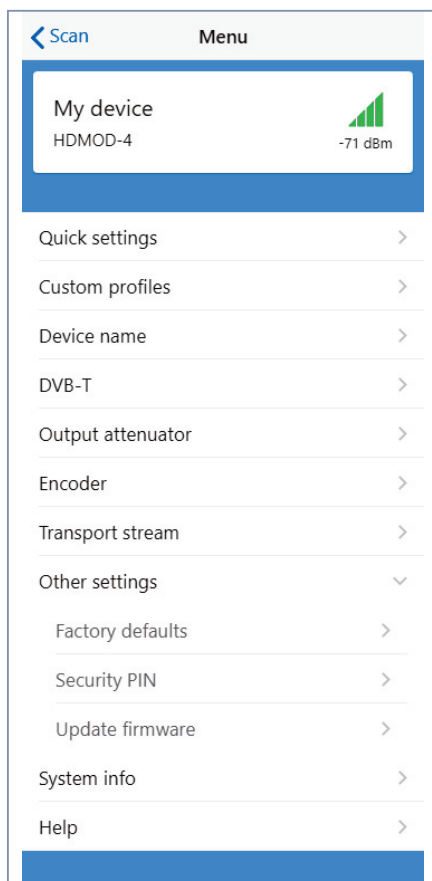 Scan
Menu
My device
HDMOD-4
-71 dBm
Quick settings
Custom profiles
Device name
DVB-T
Output attenuator
Encoder
Transport stream
Other settings
Factory defaults
Security PIN
Update firmware
System info
Help